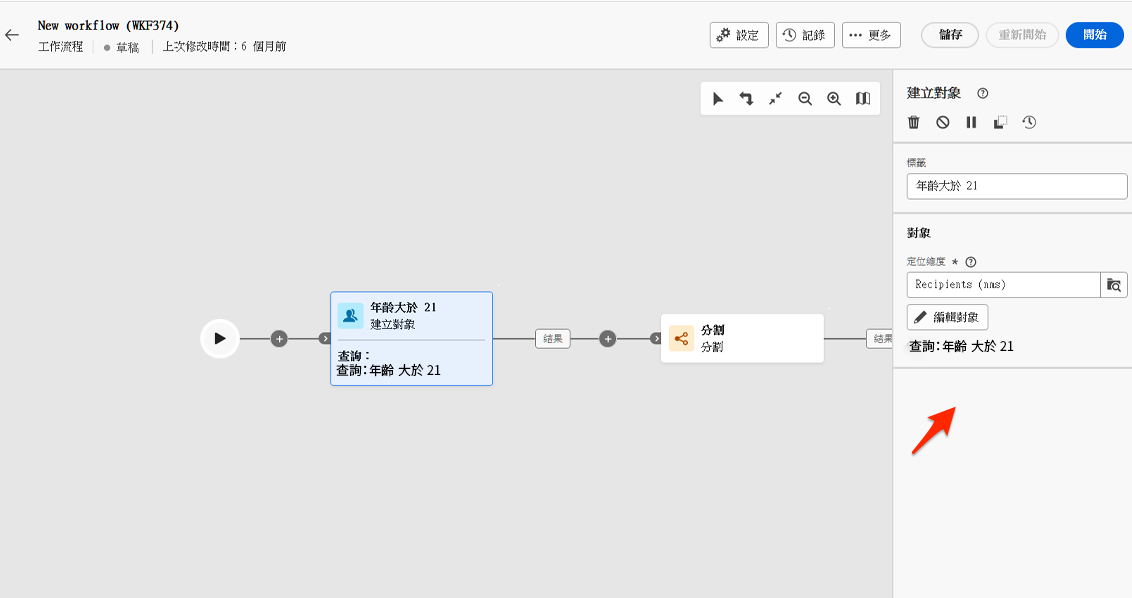 New workflow (WKF374)
工作流程 草稿 上次修改時間：6 個月前
設定 記錄 更多 儲存 重新開始 開始
建立對象
標籤
年齡大於 21
對象
定位維度 *
Recipients (nms)
編輯對象
查詢：年齡 大於 21
年齡大於 21
建立對象
查詢：
查詢：年齡 大於 21
結果
分割
分割
結果